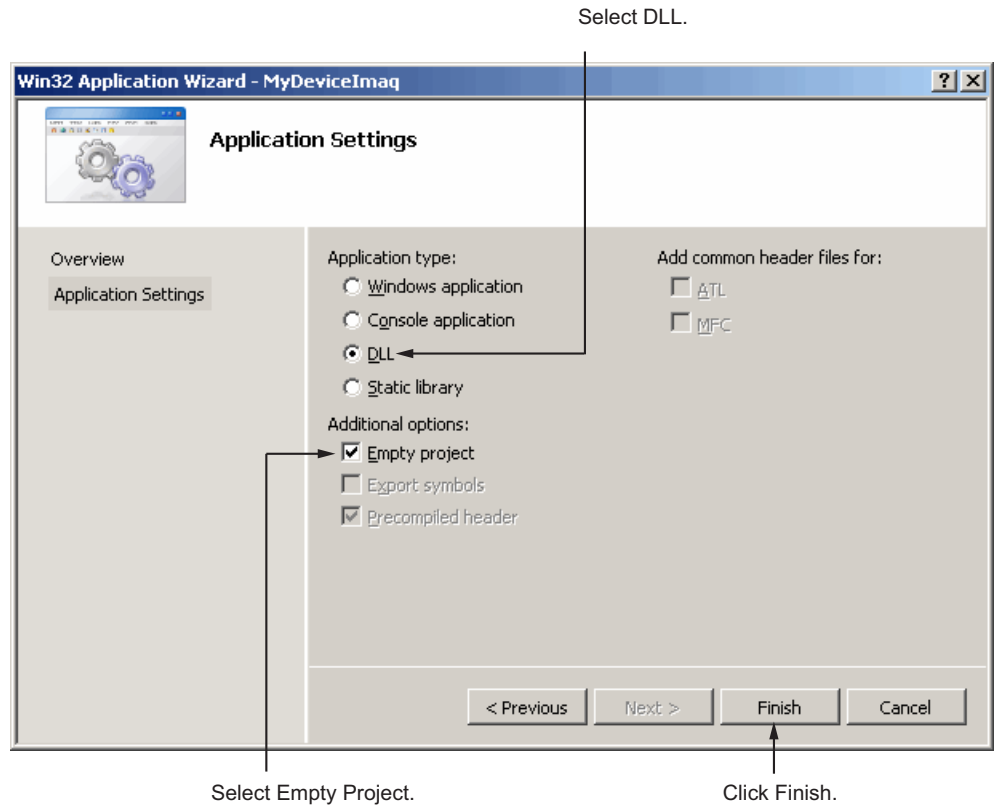 Select DLL.
Win32 Application Wizard - MyDeviceImaq
Application Settings
Overview
Application Settings
Application type:
Windows application
Console application
DLL
Static library
Additional options:
Empty project
Export symbols
Precompiled header
Add common header files for:
ATL
MFC
< Previous
Next >
Finish
Cancel
Select Empty Project.
Click Finish.